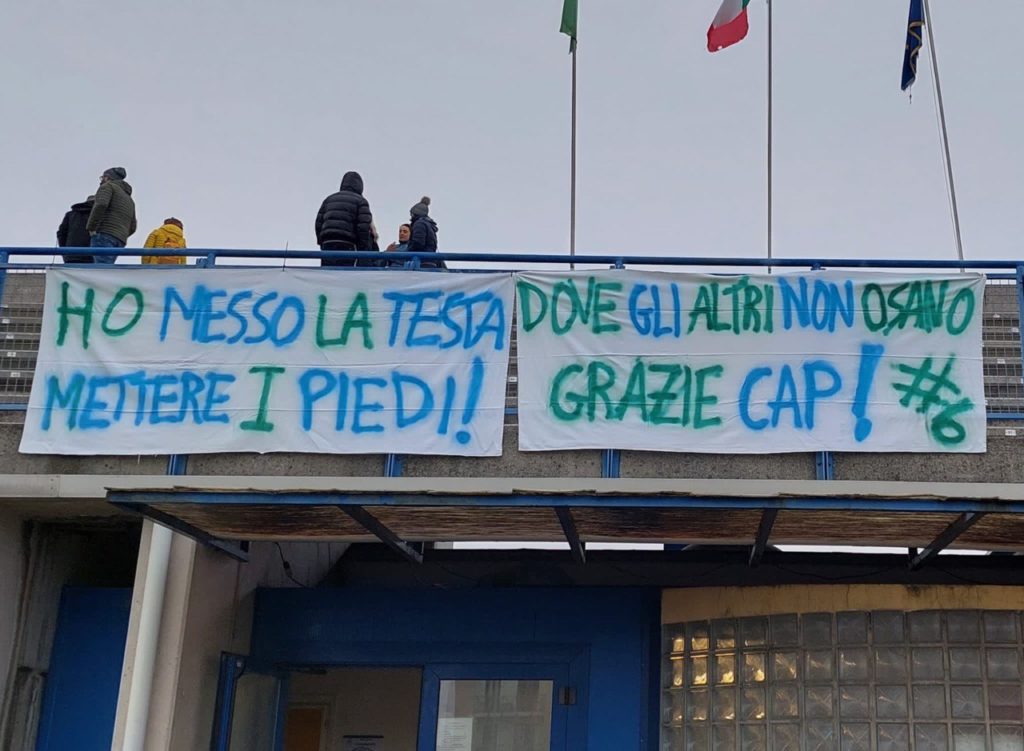 HO MESSO LA TESTA
METTERE I PIEDI!
DOVE GLI ALTRI NON OSANO
GRAZIE CAP! #6